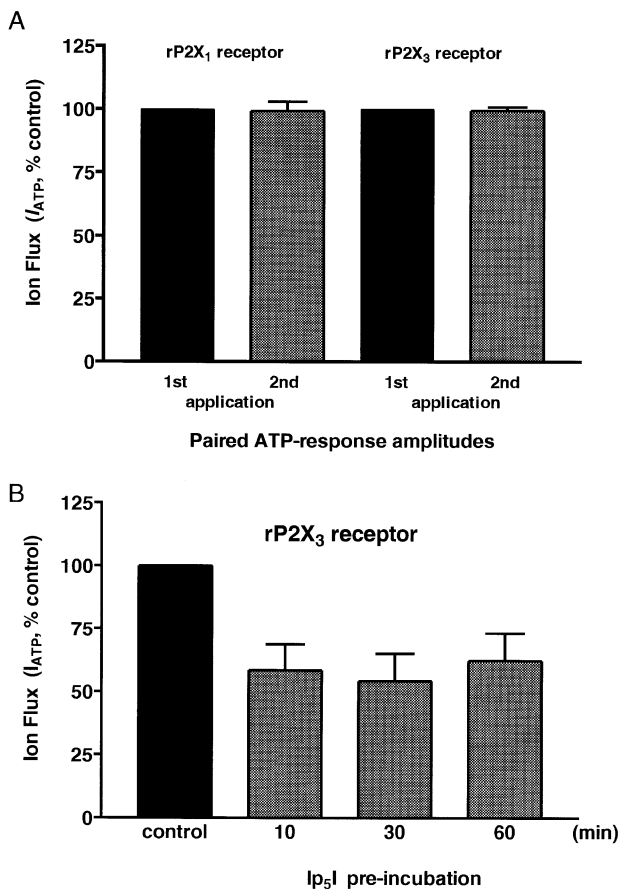 A
125
100
75
50
25
0
Ion Flux (I_ATP, % control)
rP2X₁ receptor rP2X₃ receptor
1st 2nd 1st 2nd
application application
Paired ATP-response amplitudes
B
125
100
75
50
25
0
Ion Flux (I_ATP, % control)
rP2X₃ receptor
control 10 30 60 (min)
Ip₅I pre-incubation